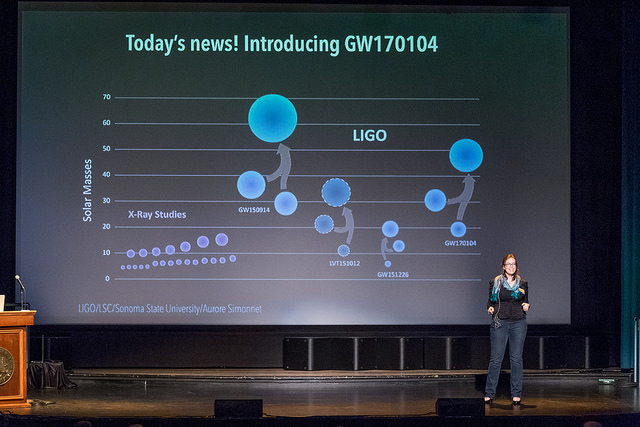 Today's news! Introducing GW170104
70
60
50
40
30
20
10
0
Solar Masses
LIGO
X-Ray Studies
GW150914
LVT151012
GW151226
GW170104
LIGO/LSC/Sonoma State University/Aurore Simonnet